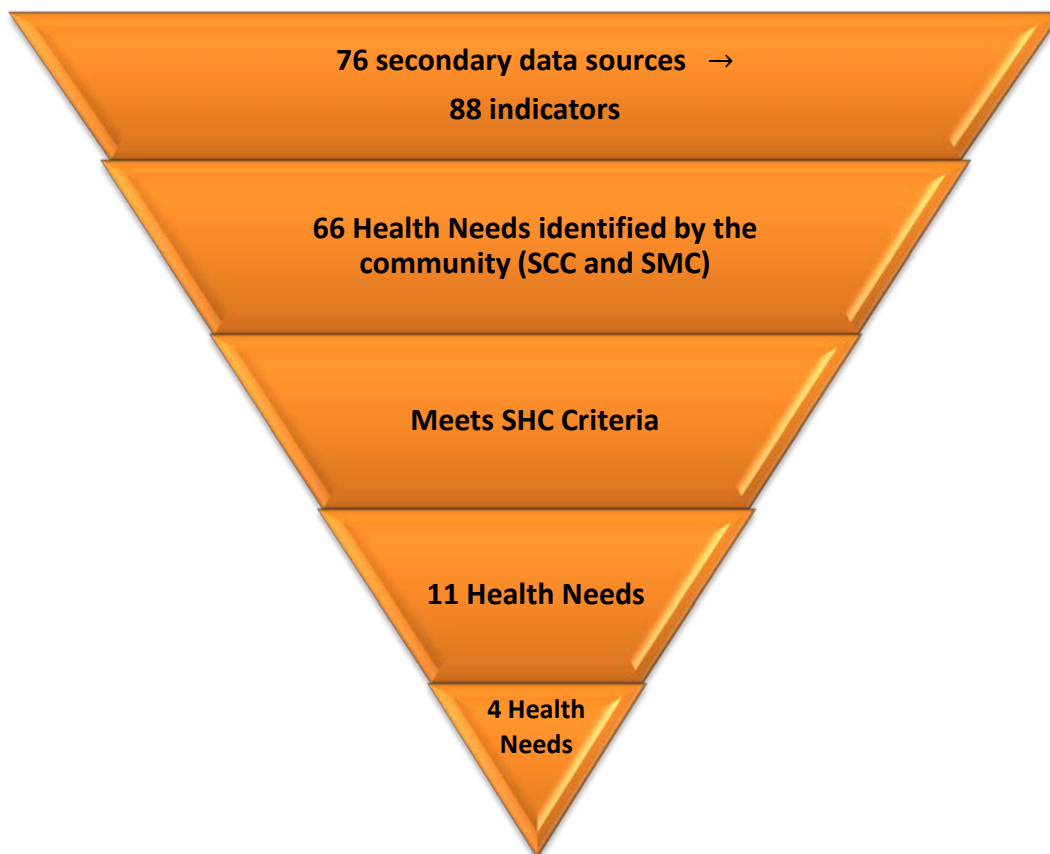 76 secondary data sources →
88 indicators
66 Health Needs identified by the
community (SCC and SMC)
Meets SHC Criteria
11 Health Needs
4 Health
Needs